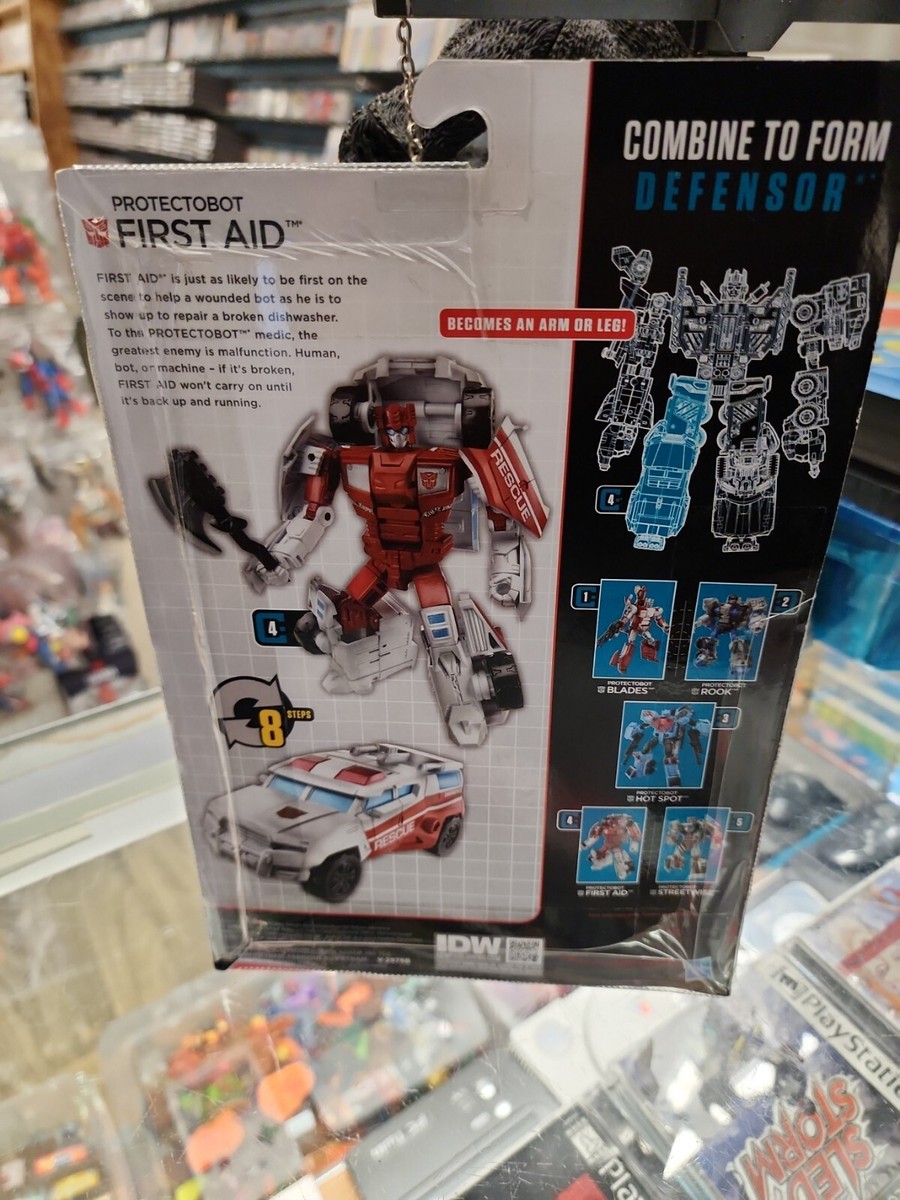 PROTECTOBOT
FIRST AID™
FIRST AID™ is just as likely to be first on the
scene to help a wounded bot as he is to
show up to repair a broken dishwasher.
To the PROTECTOBOT™ medic, the
greatest enemy is malfunction. Human,
bot, or machine – if it's broken,
FIRST AID won't carry on until
it's back up and running.
COMBINE TO FORM
DEFENSOR
BECOMES AN ARM OR LEG!
RESCUE
4
4
8 STEPS
RESCUE
1
PROTECTOBOT
BLADES™
2
PROTECTOBOT
ROOK™
3
PROTECTOBOT
HOT SPOT™
4
PROTECTOBOT
FIRST AID™
5
PROTECTOBOT
IDW
PlayStation
SLED
STORM